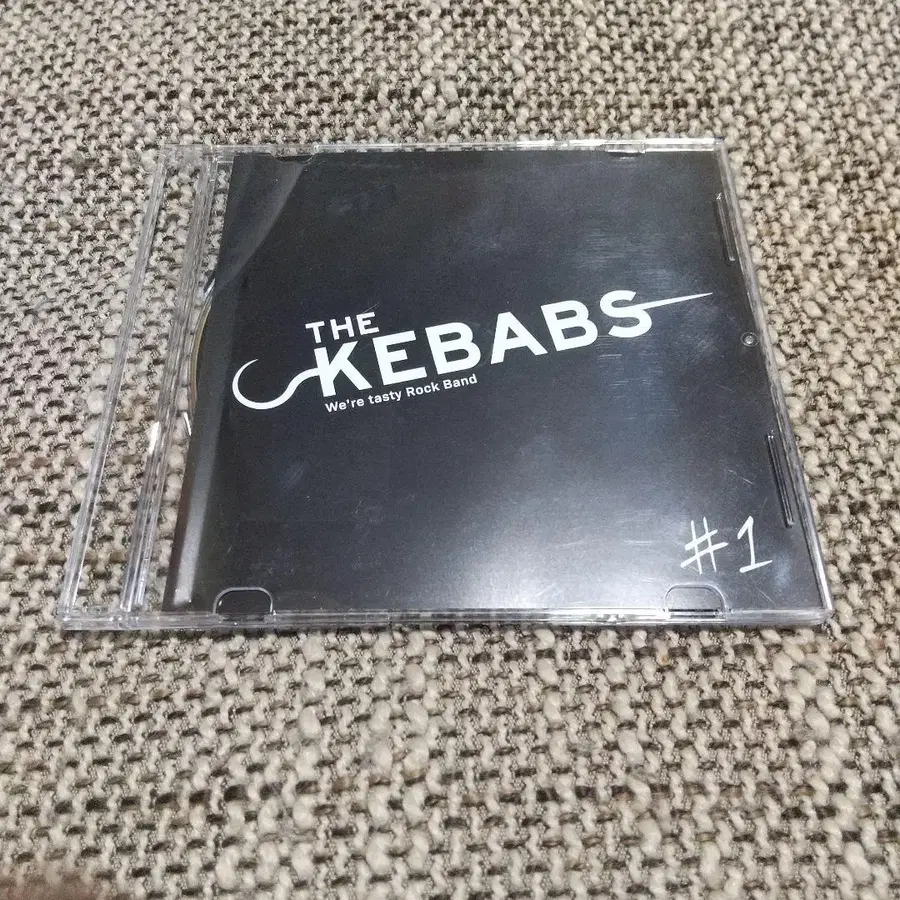 THE
KEBABS
We're tasty Rock Band
#1